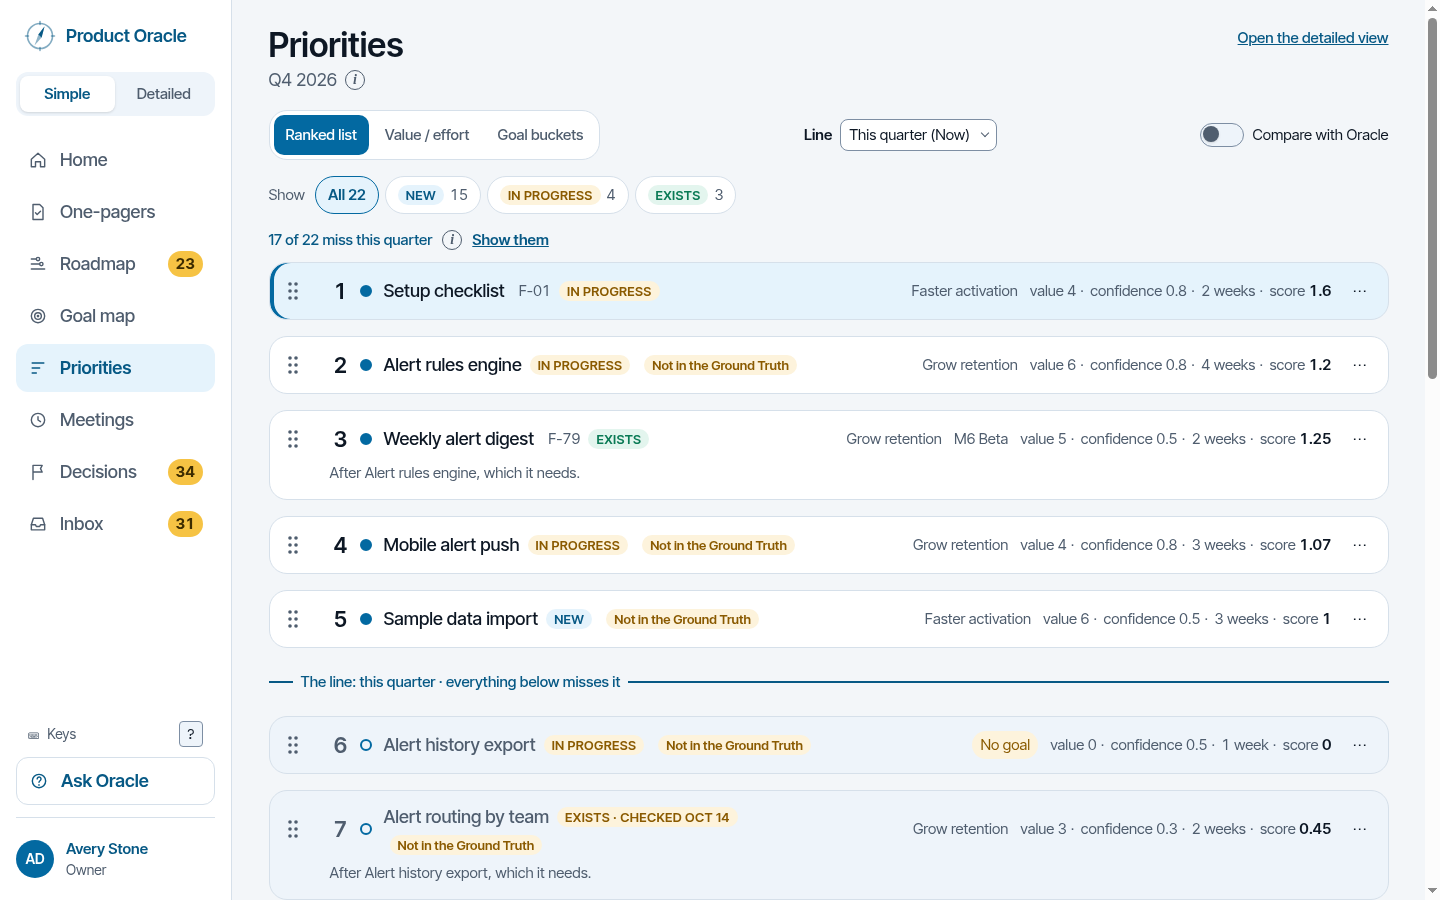 Product Oracle
Simple Detailed
Home
One-pagers
Roadmap 23
Goal map
Priorities
Meetings
Decisions 34
Inbox 31
Keys ?
Ask Oracle
AD Avery Stone
Owner
Priorities
Open the detailed view
Q4 2026 i
Ranked list Value / effort Goal buckets Line This quarter (Now) Compare with Oracle
Show All 22 NEW 15 IN PROGRESS 4 EXISTS 3
17 of 22 miss this quarter i Show them
1 Setup checklist F-01 IN PROGRESS Faster activation value 4 · confidence 0.8 · 2 weeks · score 1.6 ...
2 Alert rules engine IN PROGRESS Not in the Ground Truth Grow retention value 6 · confidence 0.8 · 4 weeks · score 1.2 ...
3 Weekly alert digest F-79 EXISTS Grow retention M6 Beta value 5 · confidence 0.5 · 2 weeks · score 1.25 ...
After Alert rules engine, which it needs.
4 Mobile alert push IN PROGRESS Not in the Ground Truth Grow retention value 4 · confidence 0.8 · 3 weeks · score 1.07 ...
5 Sample data import NEW Not in the Ground Truth Faster activation value 6 · confidence 0.5 · 3 weeks · score 1 ...
The line: this quarter · everything below misses it
6 Alert history export IN PROGRESS Not in the Ground Truth No goal value 0 · confidence 0.5 · 1 week · score 0 ...
7 Alert routing by team EXISTS · CHECKED OCT 14 Grow retention value 3 · confidence 0.3 · 2 weeks · score 0.45 ...
Not in the Ground Truth
After Alert history export, which it needs.